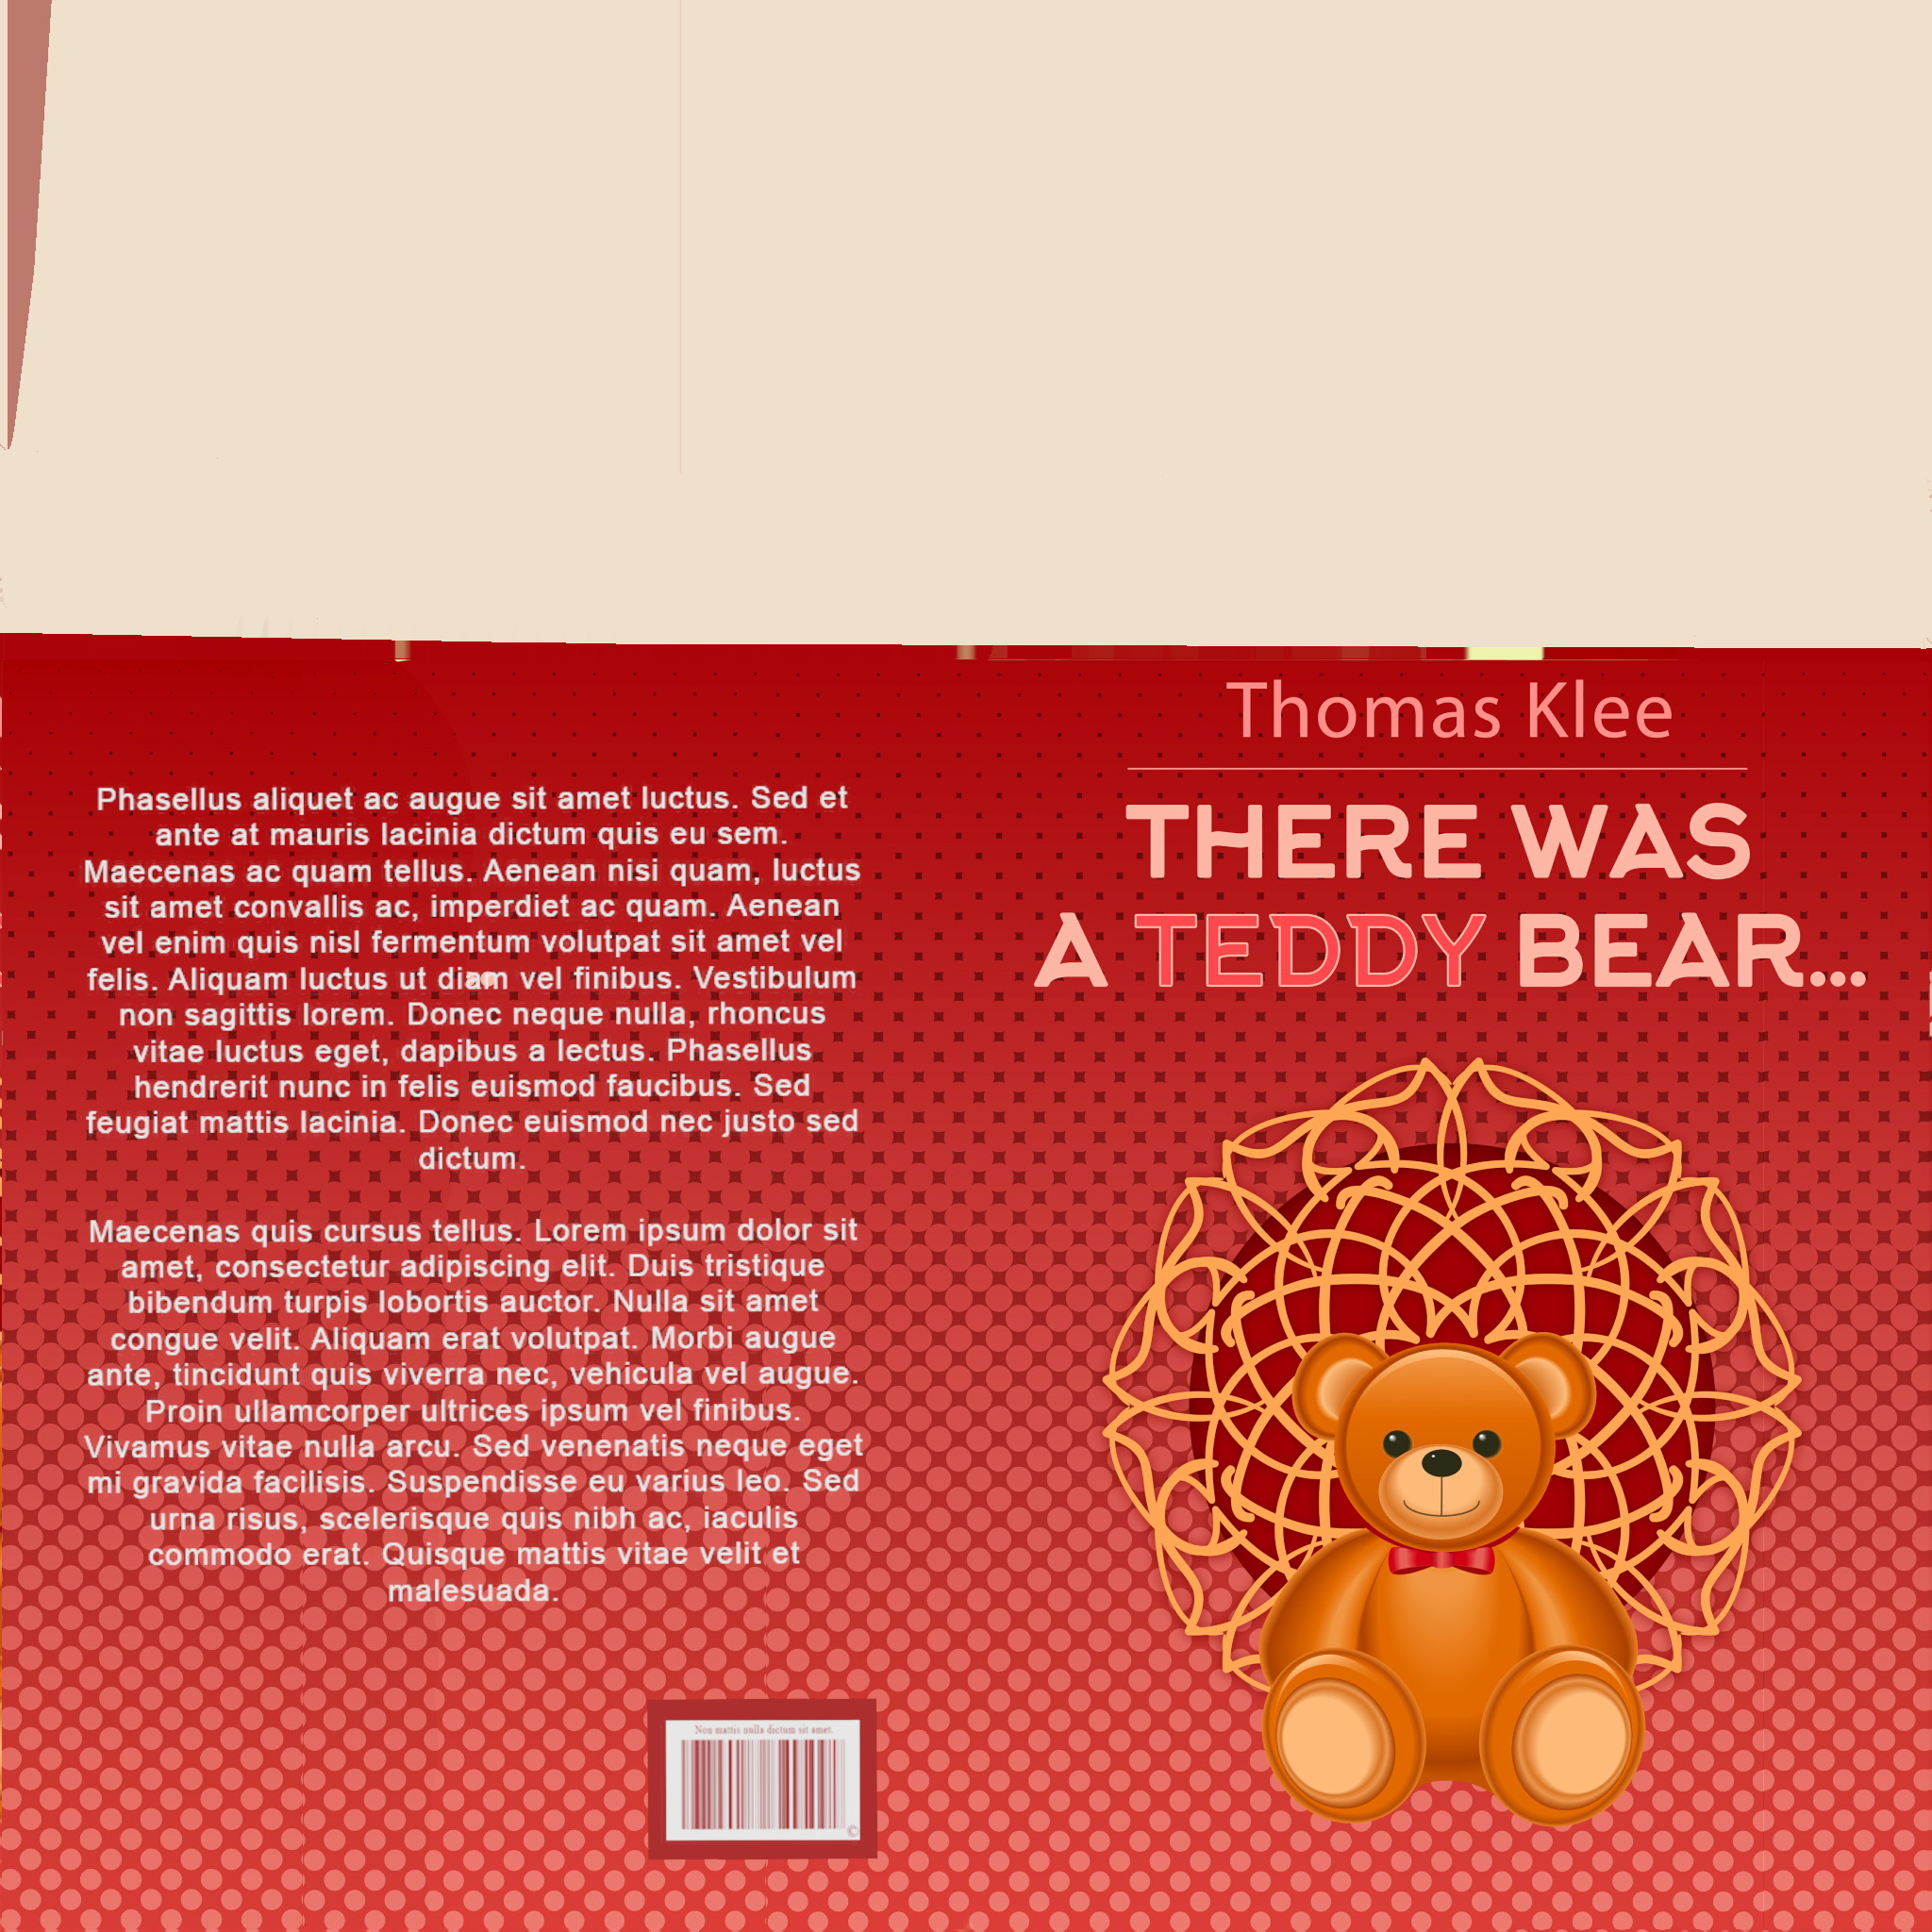 Thomas Klee
THERE WAS
A TEDDY BEAR...
Phasellus aliquet ac augue sit amet luctus. Sed et
ante at mauris lacinia dictum quis eu sem.
Maecenas ac quam tellus. Aenean nisi quam, luctus
sit amet convallis ac, imperdiet ac quam. Aenean
vel enim quis nisl fermentum volutpat sit amet vel
felis. Aliquam luctus ut diam vel finibus. Vestibulum
non sagittis lorem. Donec neque nulla, rhoncus
vitae luctus eget, dapibus a lectus. Phasellus
hendrerit nunc in felis euismod faucibus. Sed
feugiat mattis lacinia. Donec euismod nec justo sed
dictum.
Maecenas quis cursus tellus. Lorem ipsum dolor sit
amet, consectetur adipiscing elit. Duis tristique
bibendum turpis lobortis auctor. Nulla sit amet
congue velit. Aliquam erat volutpat. Morbi augue
ante, tincidunt quis viverra nec, vehicula vel augue.
Proin ullamcorper ultrices ipsum vel finibus.
Vivamus vitae nulla arcu. Sed venenatis neque eget
mi gravida facilisis. Suspendisse eu varius leo. Sed
urna risus, scelerisque quis nibh ac, iaculis
commodo erat. Quisque mattis vitae velit et
malesuada.
Non mattis nulla dictum sit amet.
©